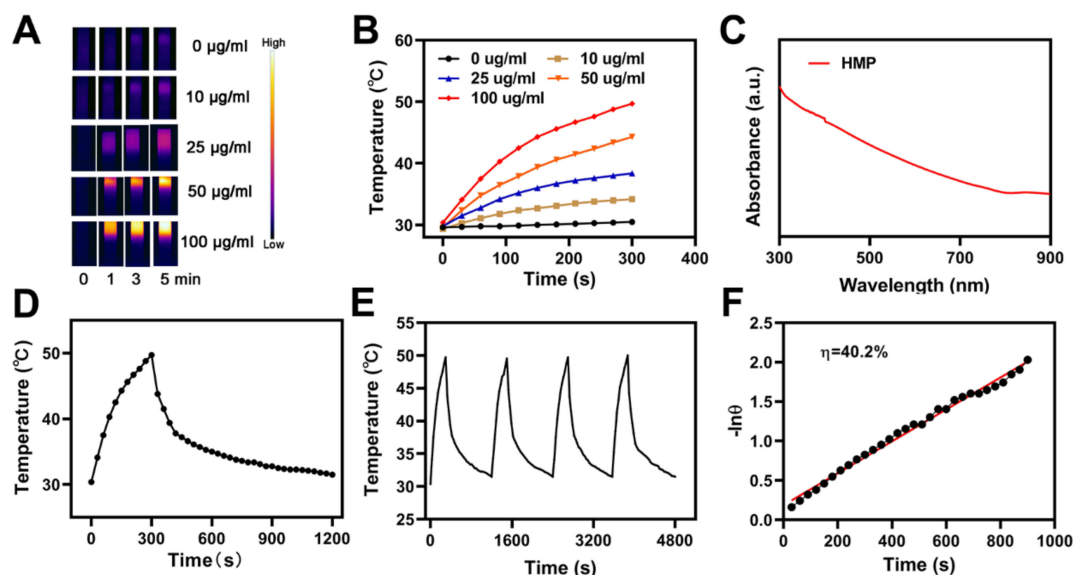 A
0 μg/ml
10 μg/ml
25 μg/ml
50 μg/ml
100 μg/ml
0 1 3 5 min
High
Low
B
Temperature (℃)
60
50
40
30
0 ug/ml
10 ug/ml
25 ug/ml
50 ug/ml
100 ug/ml
0 100 200 300 400
Time (s)
C
Absorbance (a.u.)
HMP
300 500 700 900
Wavelength (nm)
D
Temperature (℃)
50
40
30
0 300 600 900 1200
Time(s)
E
Temperature (℃)
55
50
45
40
35
30
25
0 1600 3200 4800
Time (s)
F
-lnθ
2.5
2.0
1.5
1.0
0.5
0.0
η=40.2%
0 200 400 600 800 1000
Time (s)